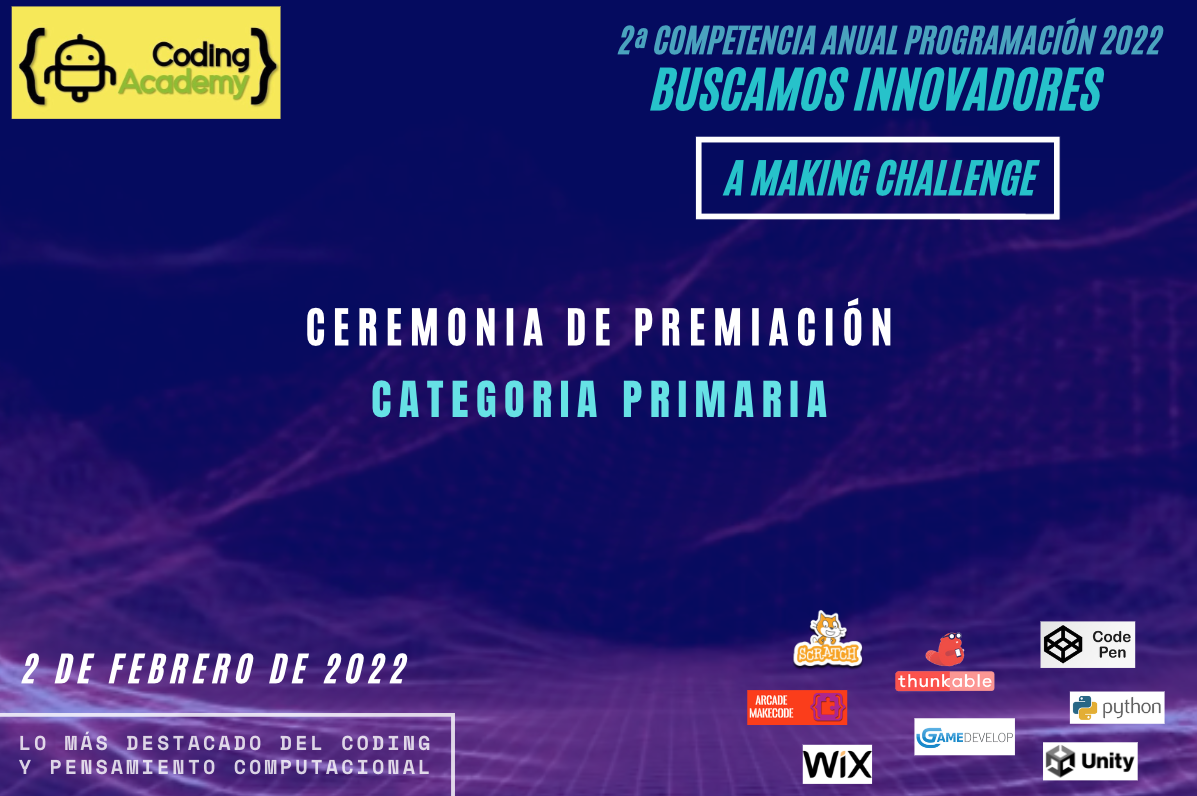 Coding
Academy
2ª COMPETENCIA ANUAL PROGRAMACIÓN 2022
BUSCAMOS INNOVADORES
A MAKING CHALLENGE
CEREMONIA DE PREMIACIÓN
CATEGORIA PRIMARIA
2 DE FEBRERO DE 2022
LO MÁS DESTACADO DEL CODING
Y PENSAMIENTO COMPUTACIONAL
SCRATCH
thunkable
Code
Pen
ARCADE
MAKECODE
python
GAMEDEVELOP
WiX
Unity